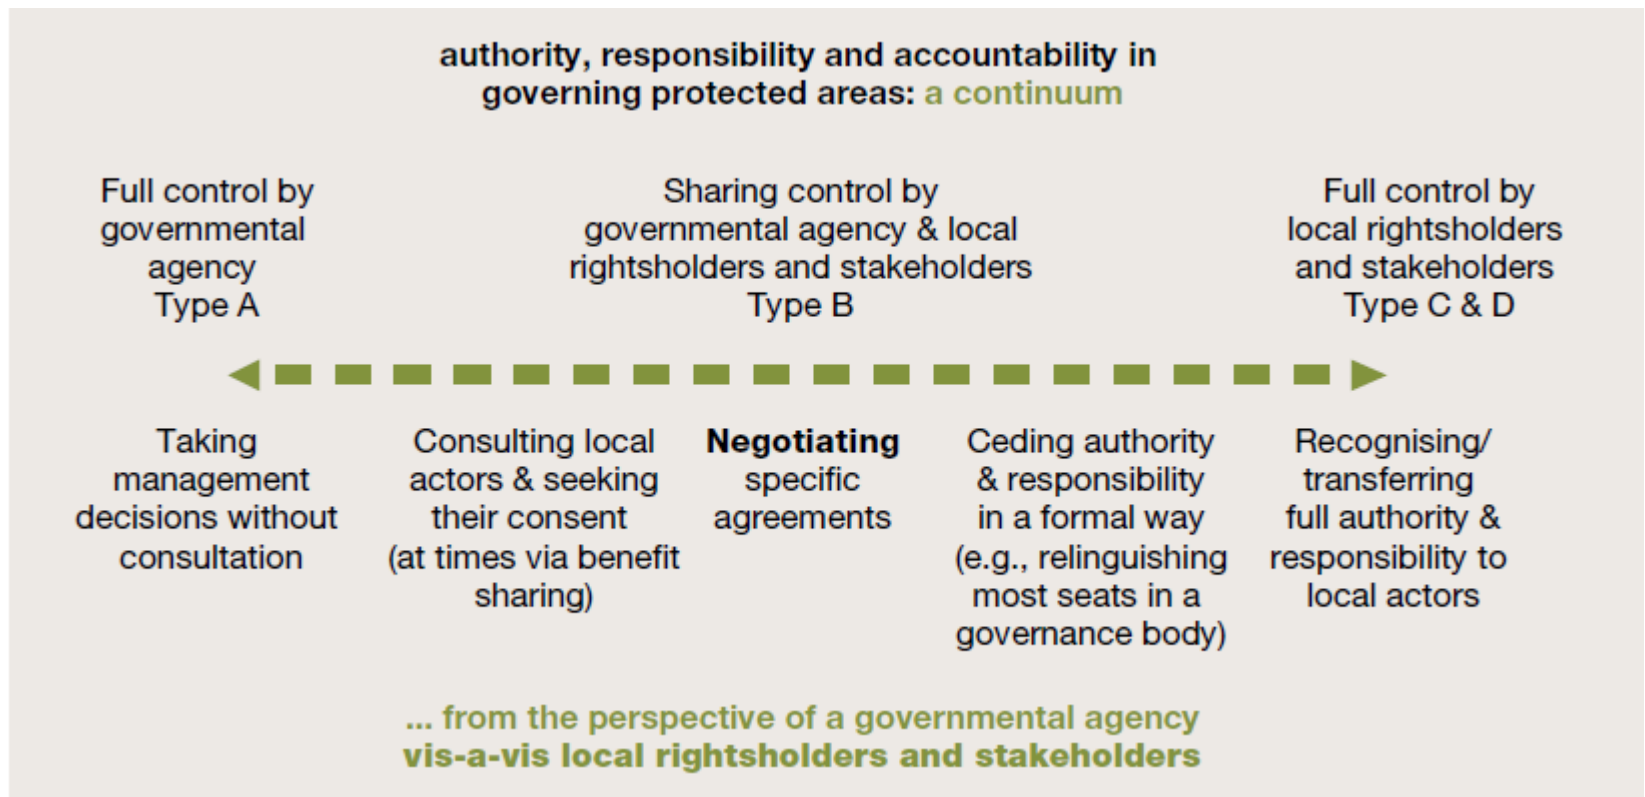 authority, responsibility and accountability in
governing protected areas: a continuum
Full control by
governmental
agency
Type A
Sharing control by
governmental agency & local
rightsholders and stakeholders
Type B
Full control by
local rightsholders
and stakeholders
Type C & D
Taking
management
decisions without
consultation
Consulting local
actors & seeking
their consent
(at times via benefit
sharing)
Negotiating
specific
agreements
Ceding authority
& responsibility
in a formal way
(e.g., relinguishing
most seats in a
governance body)
Recognising/
transferring
full authority &
responsibility to
local actors
... from the perspective of a governmental agency
vis-a-vis local rightsholders and stakeholders